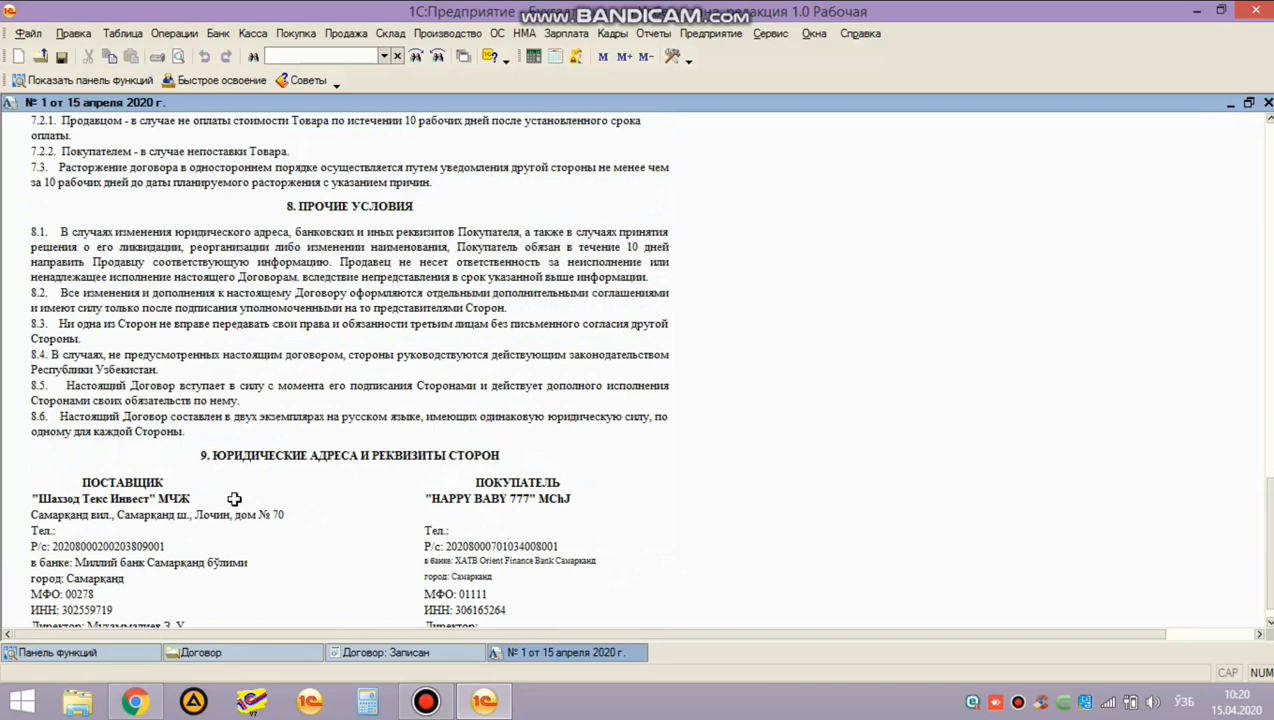 1С:Предприятие - Бухгалтерия
редакция 1.0 Рабочая
www.BANDICAM.com
Файл Правка Таблица Операции Банк Касса Покупка Продажа Склад Производство ОС НМА Зарплата Кадры Отчеты Предприятие Сервис Окна Справка
M M+ M-
Показать панель функций Быстрое освоение Советы
№ 1 от 15 апреля 2020 г.
7.2.1. Продавцом - в случае не оплаты стоимости Товара по истечении 10 рабочих дней после установленного срока
оплаты.
7.2.2. Покупателем - в случае непоставки Товара.
7.3. Расторжение договора в одностороннем порядке осуществляется путем уведомления другой стороны не менее чем
за 10 рабочих дней до даты планируемого расторжения с указанием причин.
8. ПРОЧИЕ УСЛОВИЯ
8.1. В случаях изменения юридического адреса, банковских и иных реквизитов Покупателя, а также в случаях принятия
решения о его ликвидации, реорганизации либо изменении наименования, Покупатель обязан в течение 10 дней
направить Продавцу соответствующую информацию. Продавец не несет ответственность за неисполнение или
ненадлежащее исполнение настоящего Договорам. вследствие непредставления в срок указанной выше информации.
8.2. Все изменения и дополнения к настоящему Договору оформляются отдельными дополнительными соглашениями
и имеют силу только после подписания уполномоченными на то представителями Сторон.
8.3. Ни одна из Сторон не вправе передавать свои права и обязанности третьим лицам без письменного согласия другой
Стороны.
8.4. В случаях, не предусмотренных настоящим договором, стороны руководствуются действующим законодательством
Республики Узбекистан.
8.5. Настоящий Договор вступает в силу с момента его подписания Сторонами и действует дополного исполнения
Сторонами своих обязательств по нему.
8.6. Настоящий Договор составлен в двух экземплярах на русском языке, имеющих одинаковую юридическую силу, по
одному для каждой Стороны.
9. ЮРИДИЧЕСКИЕ АДРЕСА И РЕКВИЗИТЫ СТОРОН
ПОСТАВЩИК
"Шахзод Текс Инвест" МЧЖ
Самарқанд вил., Самарқанд ш., Лочин, дом № 70
Тел.:
Р/с: 20208000200203809001
в банке: Миллий банк Самарқанд бўлими
город: Самарқанд
МФО: 00278
ИНН: 302559719
Директор: Мухаммадиев З. У.
ПОКУПАТЕЛЬ
"HAPPY BABY 777" MChJ
Тел.:
Р/с: 20208000701034008001
в банке: ХАТБ Orient Finance Bank Самарканд
город: Самарканд
МФО: 01111
ИНН: 306165264
Директор:
Панель функций Договор Договор: Записан № 1 от 15 апреля 2020 г.
CAP NUM
ЎЗБ
10:20
15.04.2020